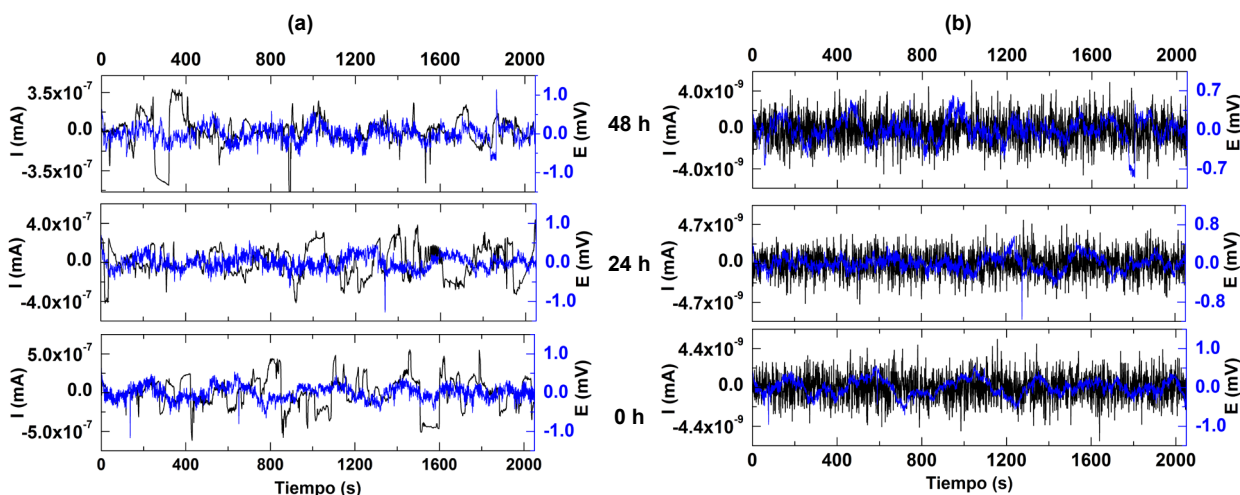 (a)
0 400 800 1200 1600 2000
I (mA)
3.5x10⁻⁷
0.0
-3.5x10⁻⁷
1.0
0.0
-1.0
E (mV)
I (mA)
4.0x10⁻⁷
0.0
-4.0x10⁻⁷
1.0
0.0
-1.0
E (mV)
I (mA)
5.0x10⁻⁷
0.0
-5.0x10⁻⁷
1.0
0.0
-1.0
E (mV)
0 400 800 1200 1600 2000
Tiempo (s)
48 h
24 h
0 h
(b)
0 400 800 1200 1600 2000
I (mA)
4.0x10⁻⁹
0.0
-4.0x10⁻⁹
0.7
0.0
-0.7
E (mV)
I (mA)
4.7x10⁻⁹
0.0
-4.7x10⁻⁹
0.8
0.0
-0.8
E (mV)
I (mA)
4.4x10⁻⁹
0.0
-4.4x10⁻⁹
1.0
0.0
-1.0
E (mV)
0 400 800 1200 1600 2000
Tiempo (s)